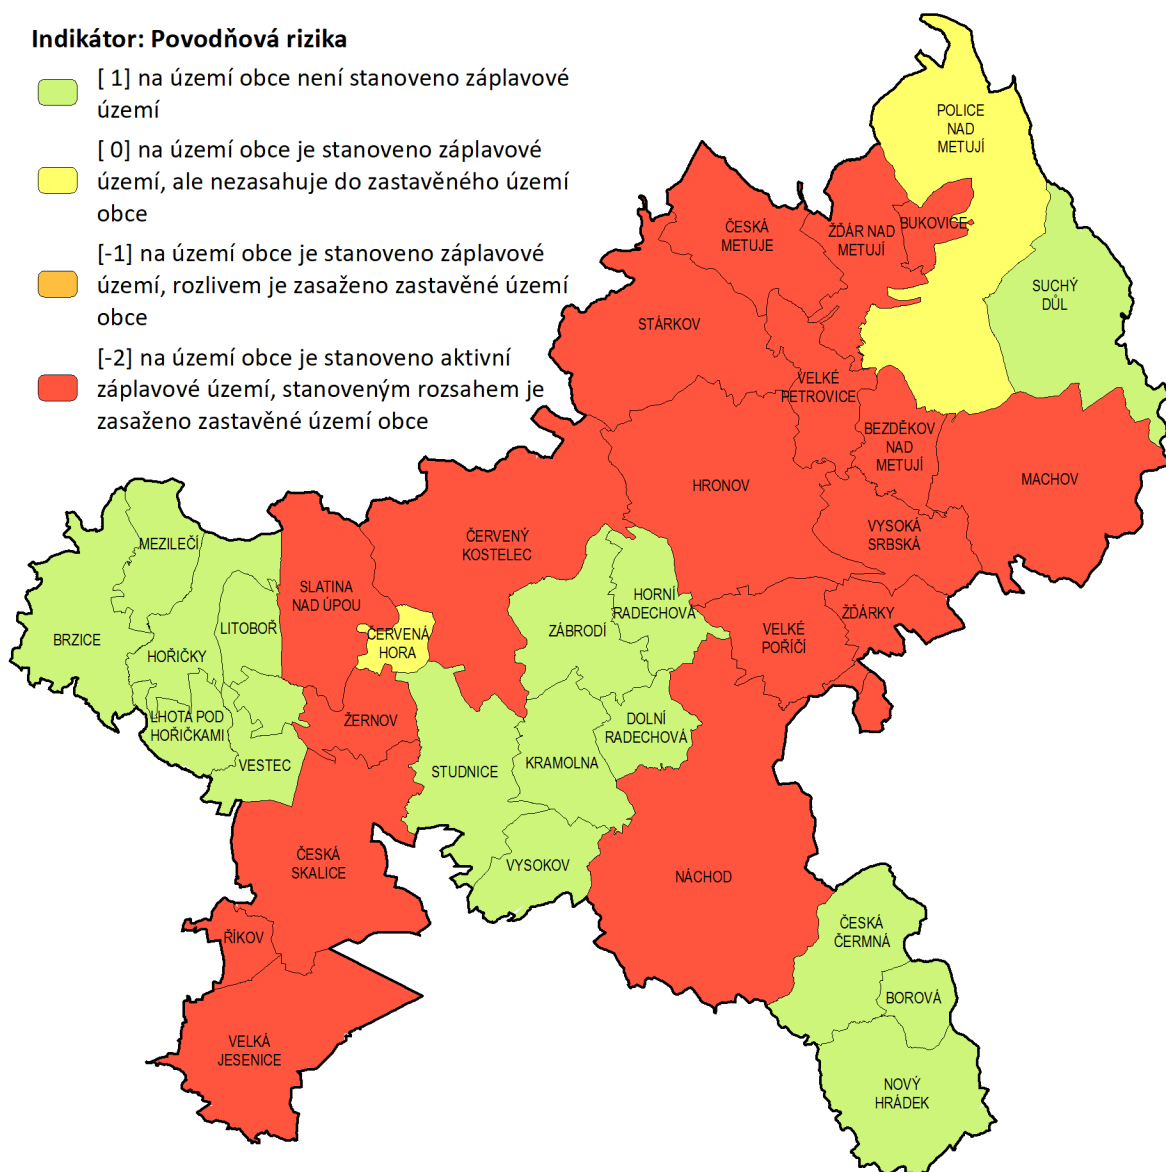 Indikátor: Povodňová rizika
[ 1] na území obce není stanoveno záplavové
území
[ 0] na území obce je stanoveno záplavové
území, ale nezasahuje do zastavěného území
obce
[-1] na území obce je stanoveno záplavové
území, rozlivem je zasaženo zastavěné území
obce
[-2] na území obce je stanoveno aktivní
záplavové území, stanoveným rozsahem je
zasaženo zastavěné území obce
POLICE
NAD
METUJÍ
ČESKÁ
METUJE
ŽĎÁR NAD
METUJÍ
BUKOVICE
SUCHÝ
DŮL
STÁRKOV
VELKÉ
PETROVICE
BEZDĚKOV
NAD
METUJÍ
MACHOV
HRONOV
VYSOKÁ
SRBSKÁ
ČERVENÝ
KOSTELEC
MEZILEČÍ
SLATINA
NAD ÚPOU
HORNÍ
RADECHOVÁ
ŽĎÁRKY
BRZICE
LITOBOŘ
ČERVENÁ
HORA
ZÁBRODÍ
VELKÉ
POŘÍČÍ
HOŘIČKY
LHOTA POD
HOŘIČKAMI
ŽERNOV
DOLNÍ
RADECHOVÁ
VESTEC
STUDNICE
KRAMOLNA
ČESKÁ
SKALICE
VYSOKOV
NÁCHOD
ŘÍKOV
ČESKÁ
ČERMNÁ
BOROVÁ
VELKÁ
JESENICE
NOVÝ
HRÁDEK